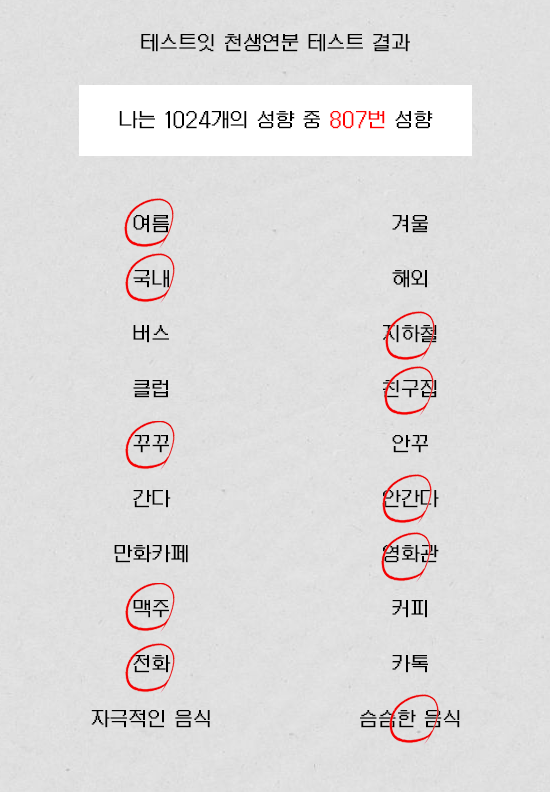 테스트잇 천생연분 테스트 결과
나는 1024개의 성향 중 807번 성향
여름 겨울
국내 해외
버스 지하철
클럽 친구집
꾸꾸 안꾸
간다 안간다
만화카페 영화관
맥주 커피
전화 카톡
자극적인 음식 슴슴한 음식